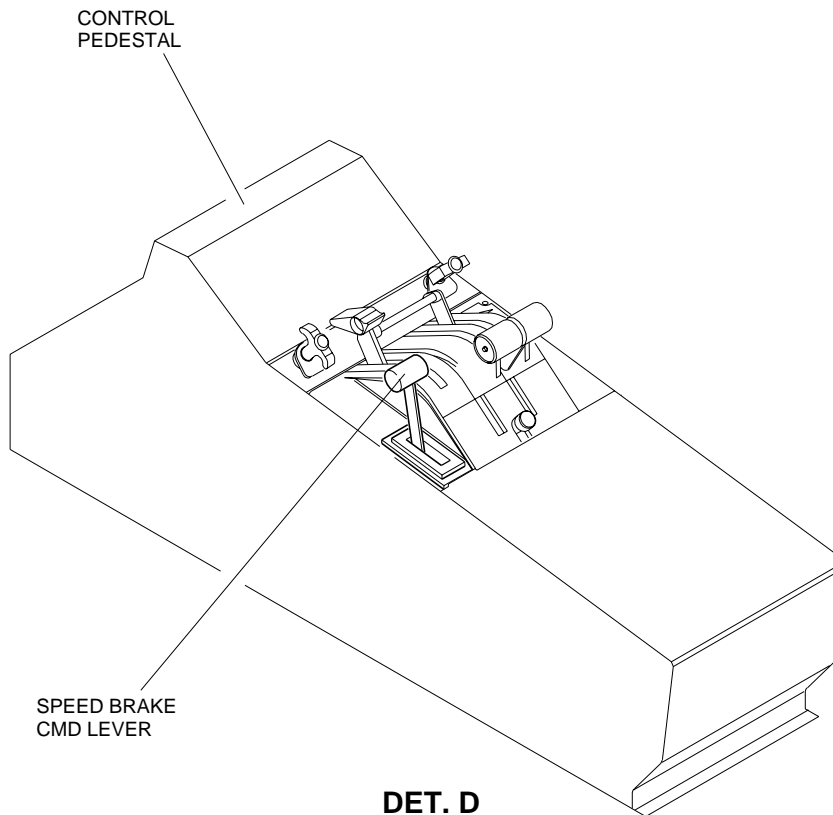 CONTROL
PEDESTAL
SPEED BRAKE
CMD LEVER
DET. D